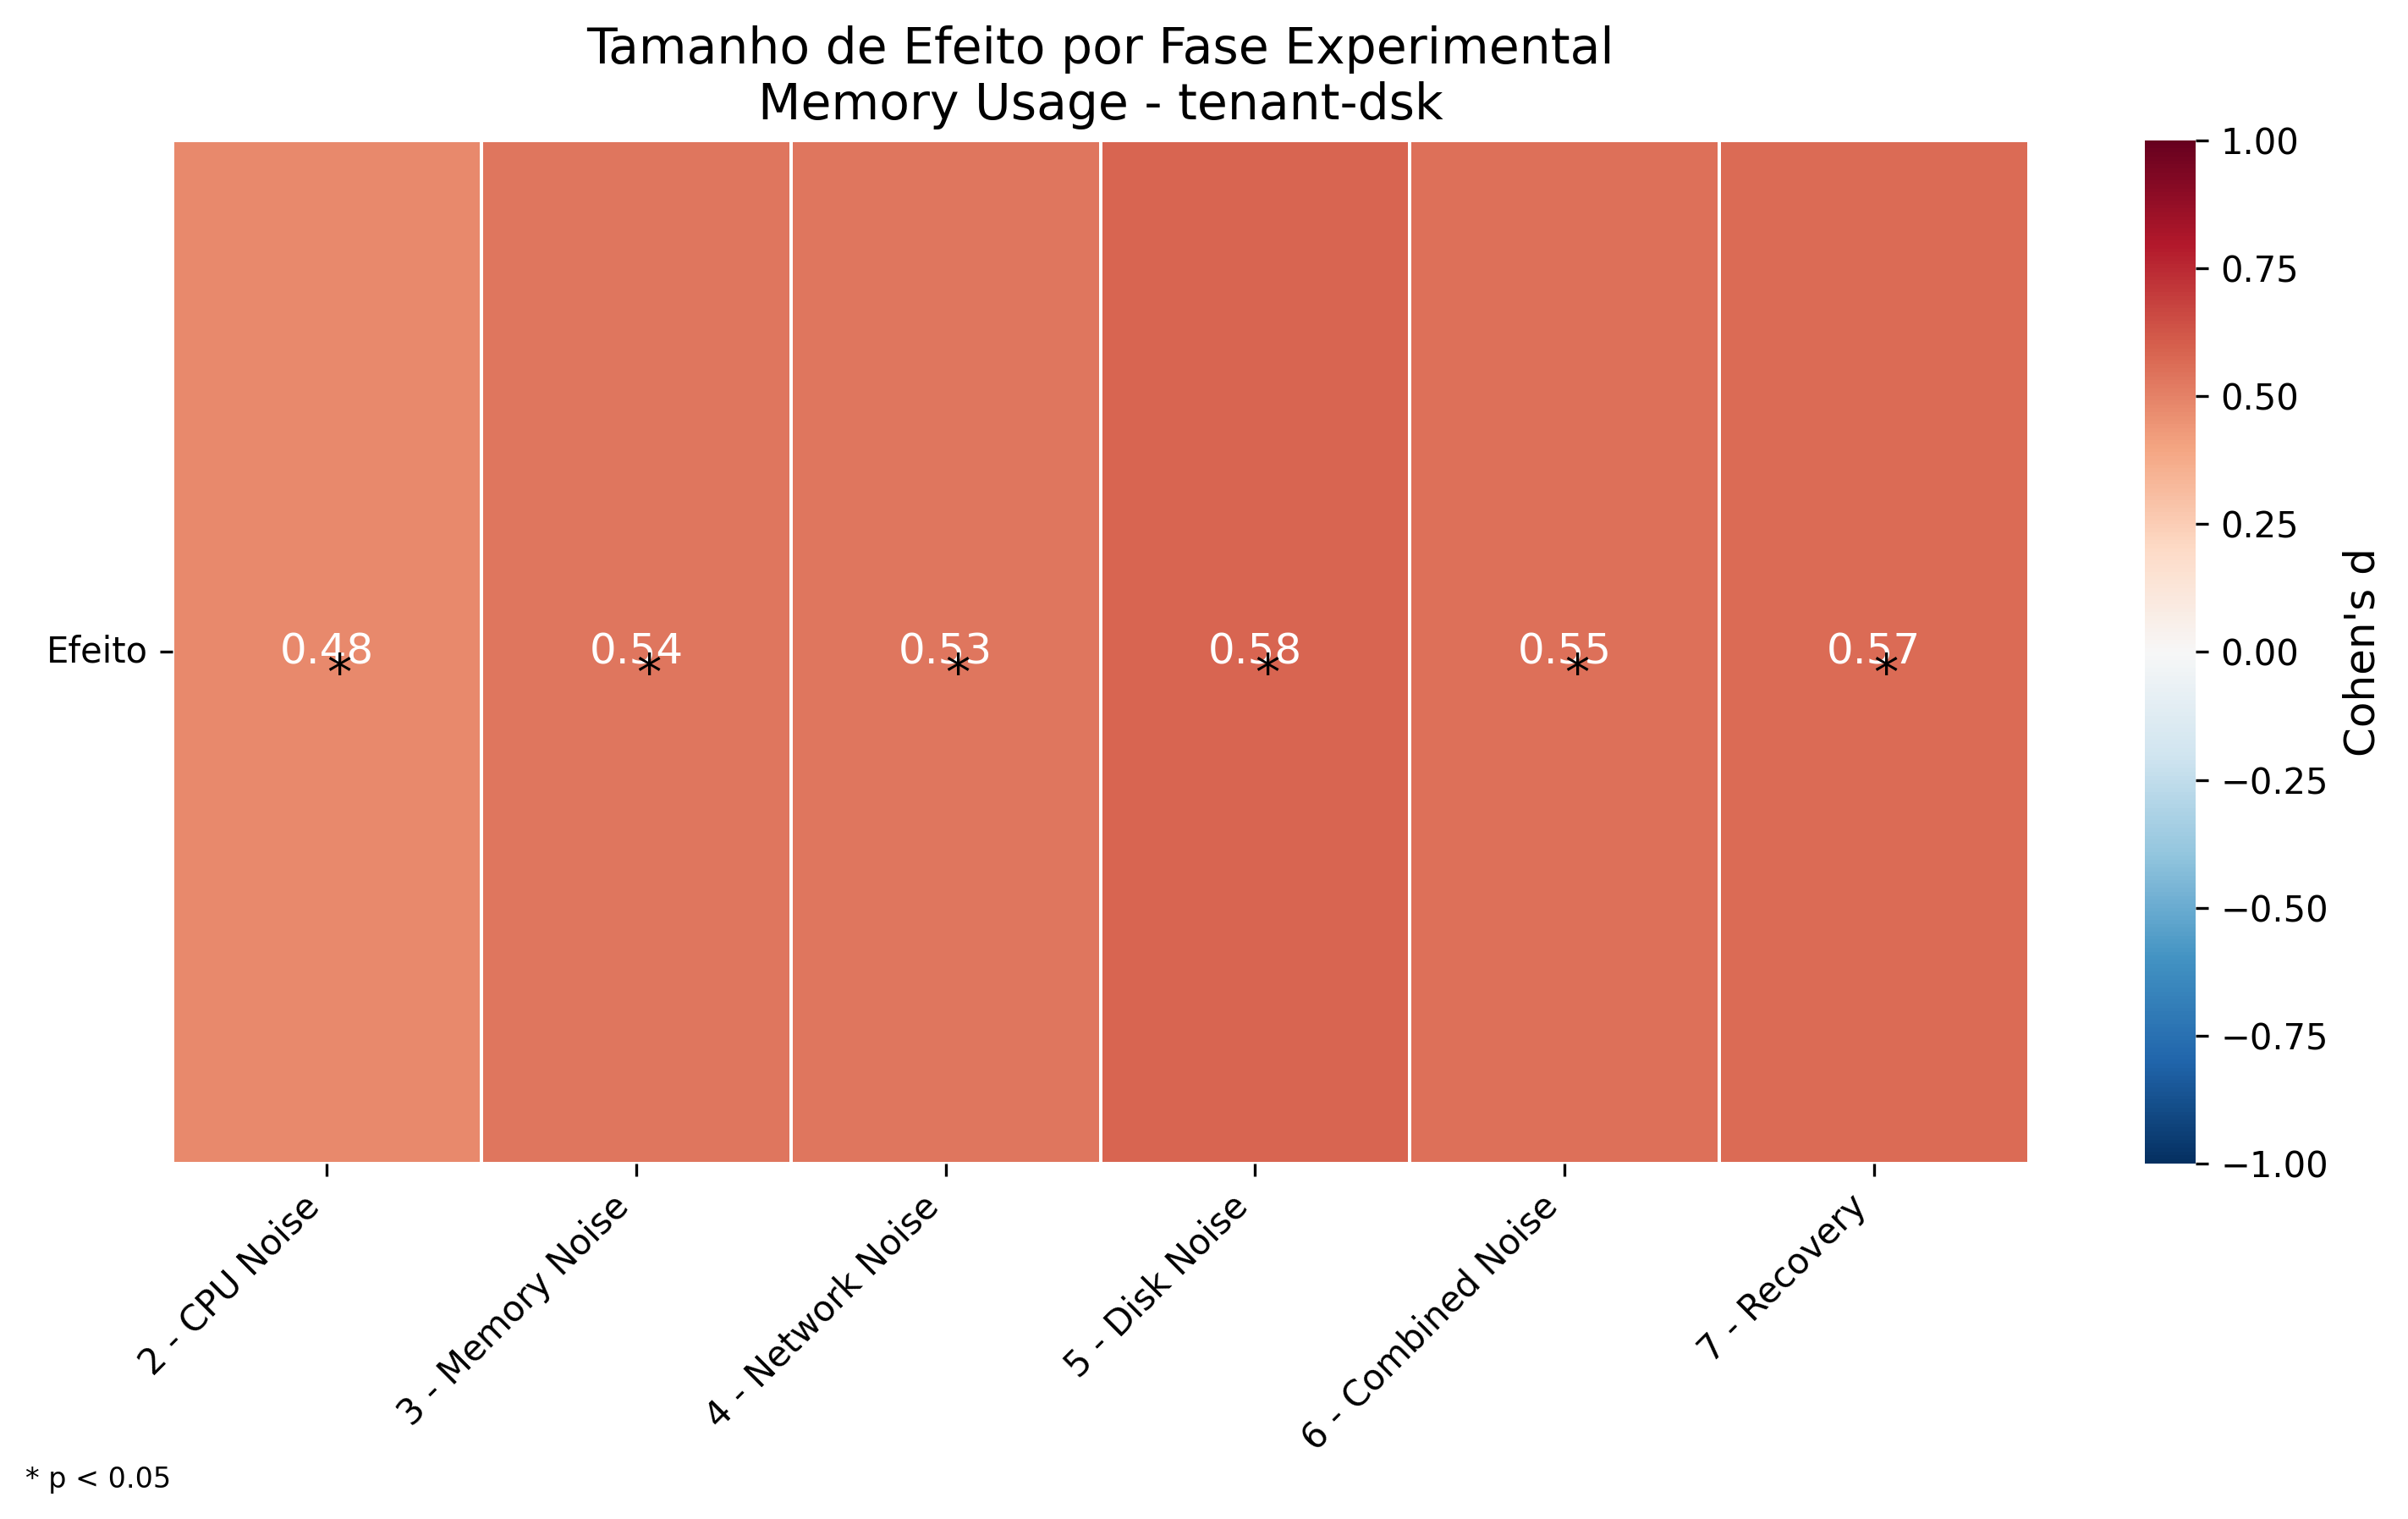 Tamanho de Efeito por Fase Experimental
Memory Usage - tenant-dsk
Efeito
0.48
*
0.54
*
0.53
*
0.58
*
0.55
*
0.57
*
2 - CPU Noise
3 - Memory Noise
4 - Network Noise
5 - Disk Noise
6 - Combined Noise
7 - Recovery
1.00
0.75
0.50
0.25
0.00
−0.25
−0.50
−0.75
−1.00
Cohen's d
* p < 0.05